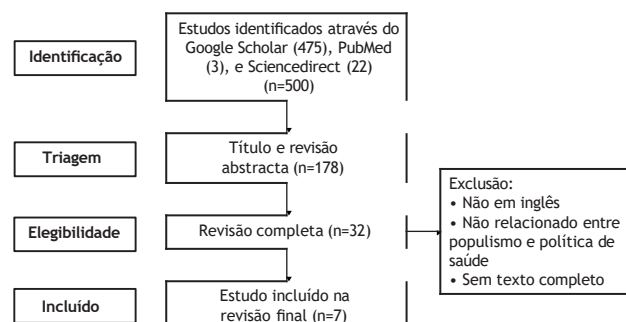 Identificação
Estudos identificados através do
Google Scholar (475), PubMed
(3), e Sciencedirect (22)
(n=500)
Triagem
Título e revisão
abstracta (n=178)
Elegibilidade
Revisão completa (n=32)
Exclusão:
• Não em inglês
• Não relacionado entre
populismo e política de
saúde
• Sem texto completo
Incluído
Estudo incluído na
revisão final (n=7)